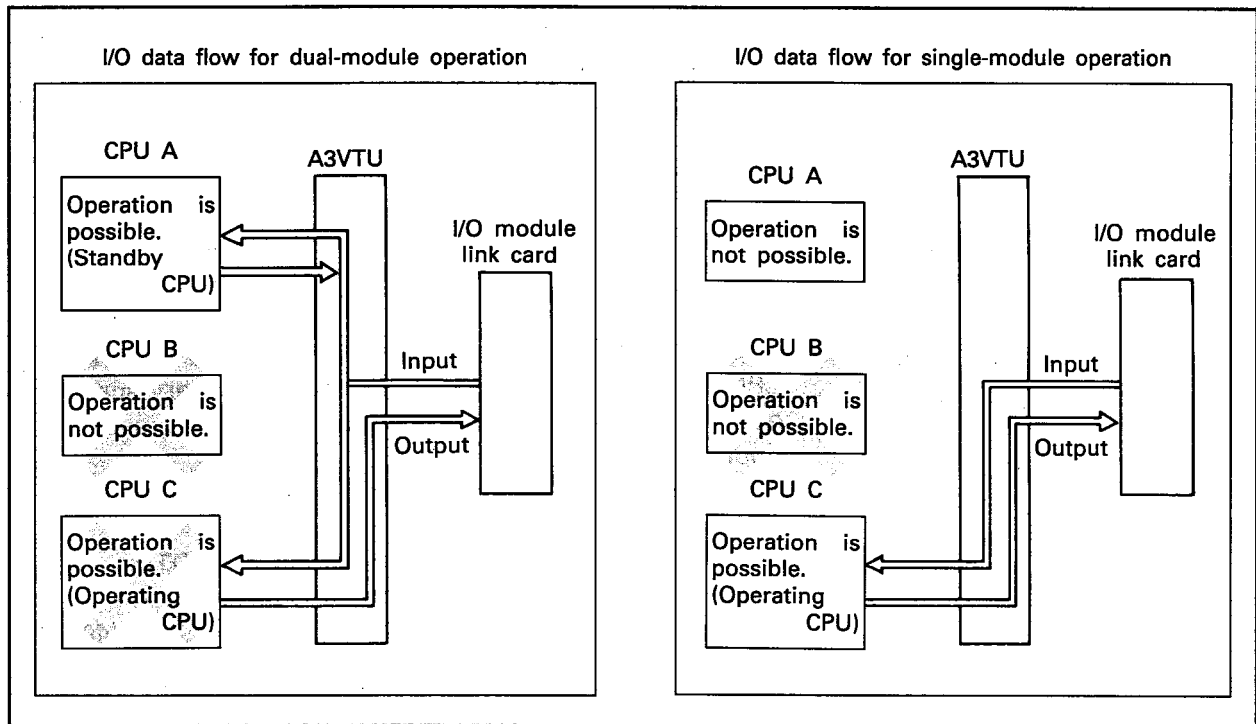 I/O data flow for dual-module operation
CPU A
A3VTU
Operation is
possible.
(Standby
CPU)
I/O module
link card
CPU B
Operation is
not possible.
Input
Output
CPU C
Operation is
possible.
(Operating
CPU)
I/O data flow for single-module operation
CPU A
A3VTU
Operation is
not possible.
I/O module
link card
CPU B
Operation is
not possible.
Input
Output
CPU C
Operation is
possible.
(Operating
CPU)